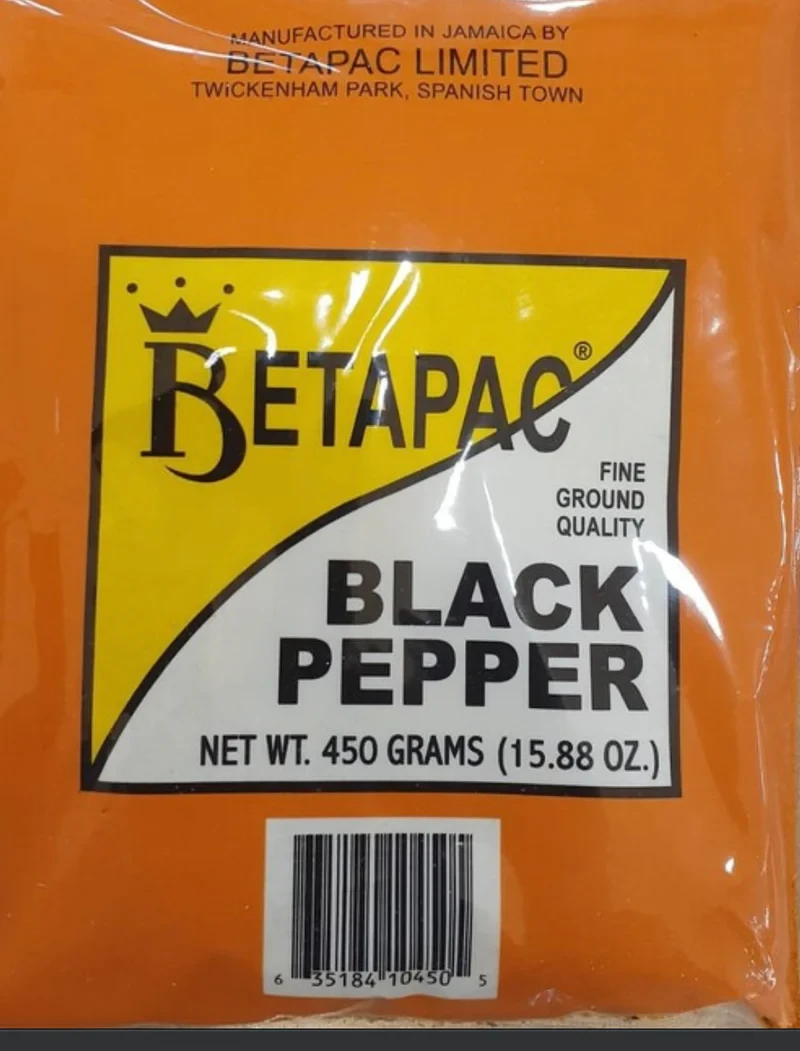 MANUFACTURED IN JAMAICA BY
BETAPAC LIMITED
TWiCKENHAM PARK, SPANISH TOWN
BETAPAC®
FINE
GROUND
QUALITY
BLACK
PEPPER
NET WT. 450 GRAMS (15.88 OZ.)
6 35184 10450 5